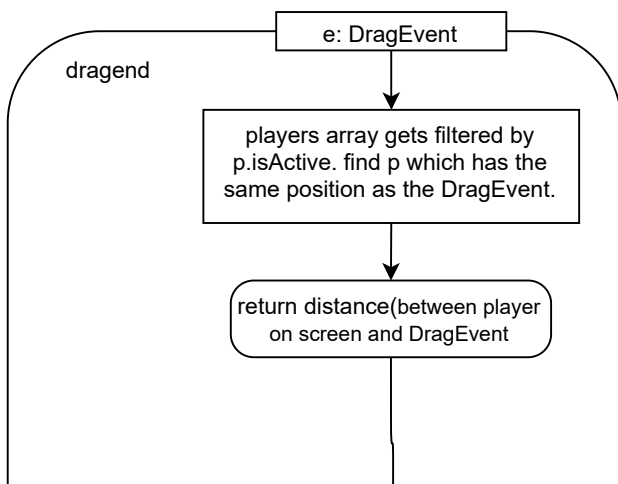 e: DragEvent
dragend
players array gets filtered by
p.isActive. find p which has the
same position as the DragEvent.
return distance(between player
on screen and DragEvent